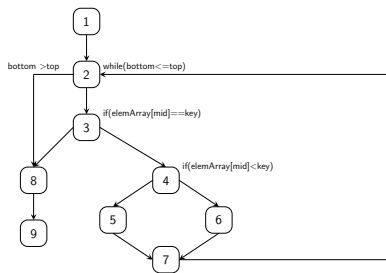 1
bottom >top
while(bottom<=top)
2
if(elemArray[mid]==key)
3
if(elemArray[mid]<key)
8
4
5
6
9
7